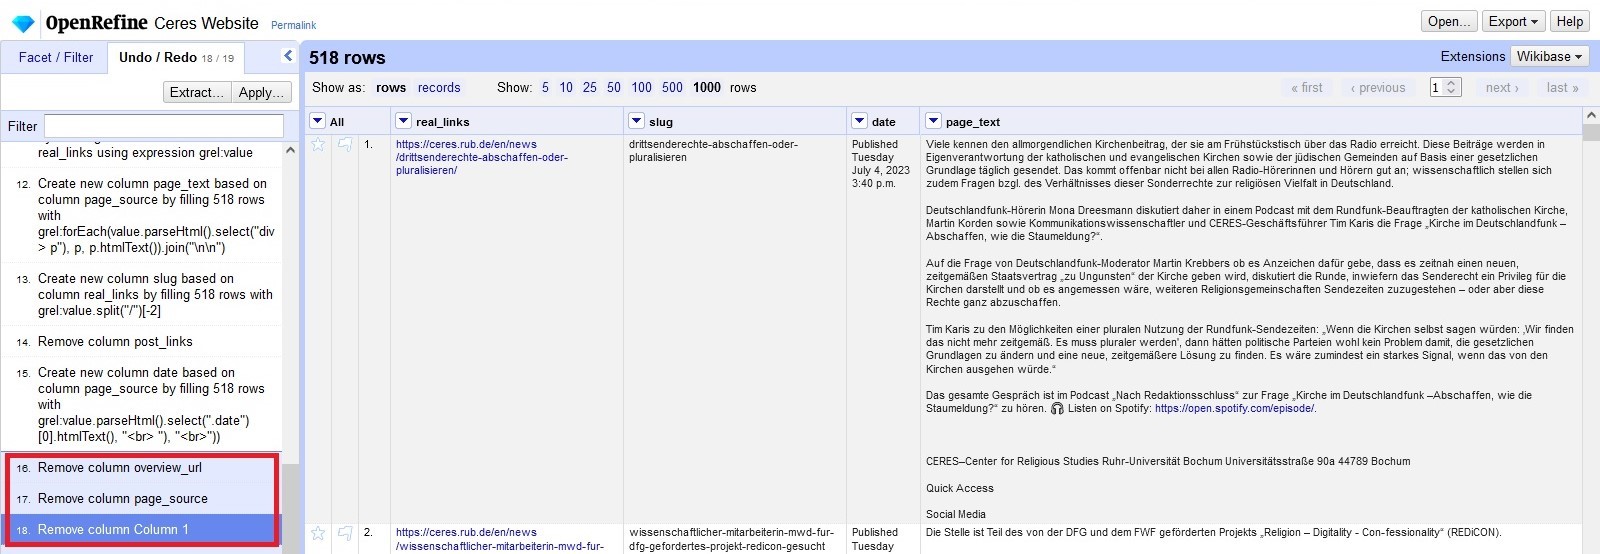 OpenRefine Ceres Website Permalink
Open... Export Help
Facet / Filter Undo / Redo 18 / 19
518 rows
Extensions Wikibase
Extract... Apply...
Show as: rows records Show: 5 10 25 50 100 500 1000 rows
« first ‹ previous 1 next › last »
Filter
real_links using expression grel:value
12. Create new column page_text based on
column page_source by filling 518 rows
with
grel:forEach(value.parseHtml().select("div
> p"), p, p.htmlText()).join("\n\n")
13. Create new column slug based on
column real_links by filling 518 rows with
grel:value.split("/")[-2]
14. Remove column post_links
15. Create new column date based on
column page_source by filling 518 rows
with
grel:value.parseHtml().select(".date")
[0].htmlText(), "<br> "), "<br>"))
16. Remove column overview_url
17. Remove column page_source
18. Remove column Column 1
All real_links slug date page_text
1.
https://ceres.rub.de/en/news
/drittsenderechte-abschaffen-oder-
pluralisieren/
drittsenderechte-abschaffen-oder-
pluralisieren
Published
Tuesday
July 4, 2023
3:40 p.m.
Viele kennen den allmorgendlichen Kirchenbeitrag, der sie am Frühstückstisch über das Radio erreicht. Diese Beiträge werden in
Eigenverantwortung der katholischen und evangelischen Kirchen sowie der jüdischen Gemeinden auf Basis einer gesetzlichen
Grundlage täglich gesendet. Das kommt offenbar nicht bei allen Radio-Hörerinnen und Hörern gut an; wissenschaftlich stellen sich
zudem Fragen bzgl. des Verhältnisses dieser Sonderrechte zur religiösen Vielfalt in Deutschland.
Deutschlandfunk-Hörerin Mona Dreesmann diskutiert daher in einem Podcast mit dem Rundfunk-Beauftragten der katholischen Kirche,
Martin Korden sowie Kommunikationswissenschaftler und CERES-Geschäftsführer Tim Karis die Frage „Kirche im Deutschlandfunk –
Abschaffen, wie die Staumeldung?“.
Auf die Frage von Deutschlandfunk-Moderator Martin Krebbers ob es Anzeichen dafür gebe, dass es zeitnah einen neuen,
zeitgemäßen Staatsvertrag „zu Ungunsten“ der Kirche geben wird, diskutiert die Runde, inwiefern das Senderecht ein Privileg für die
Kirchen darstellt und ob es angemessen wäre, weiteren Religionsgemeinschaften Sendezeiten zuzugestehen – oder aber diese
Rechte ganz abzuschaffen.
Tim Karis zu den Möglichkeiten einer pluralen Nutzung der Rundfunk-Sendezeiten: „Wenn die Kirchen selbst sagen würden: ‚Wir finden
das nicht mehr zeitgemäß. Es muss pluraler werden', dann hätten politische Parteien wohl kein Problem damit, die gesetzlichen
Grundlagen zu ändern und eine neue, zeitgemäßere Lösung zu finden. Es wäre zumindest ein starkes Signal, wenn das von den
Kirchen ausgehen würde.“
Das gesamte Gespräch ist im Podcast „Nach Redaktionsschluss“ zur Frage „Kirche im Deutschlandfunk –Abschaffen, wie die
Staumeldung?“ zu hören. 🎧 Listen on Spotify: https://open.spotify.com/episode/.
CERES–Center for Religious Studies Ruhr-Universität Bochum Universitätsstraße 90a 44789 Bochum
Quick Access
Social Media
2.
https://ceres.rub.de/en/news
/wissenschaftlicher-mitarbeiterin-mwd-fur-
wissenschaftlicher-mitarbeiterin-mwd-fur-
dfg-gefordertes-projekt-redicon-gesucht
Published
Tuesday
Die Stelle ist Teil des von der DFG und dem FWF geförderten Projekts „Religion – Digitality - Con-fessionality“ (REDiCON).